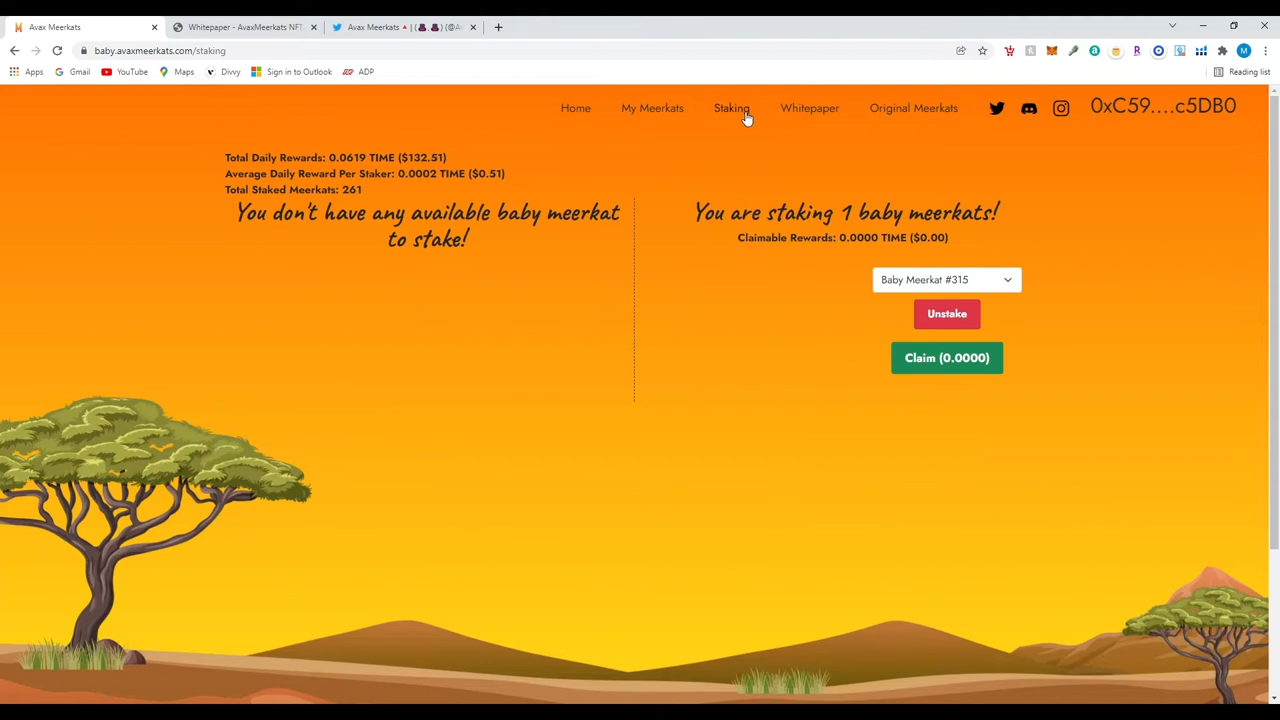 Avax Meerkats
Whitepaper - AvaxMeerkats NFT
Avax Meerkats
baby.avaxmeerkats.com/staking
Apps
Gmail
YouTube
Maps
Divvy
Sign in to Outlook
ADP
Reading list
Home
My Meerkats
Staking
Whitepaper
Original Meerkats
0xC59....c5DB0
Total Daily Rewards: 0.0619 TIME ($132.51)
Average Daily Reward Per Staker: 0.0002 TIME ($0.51)
Total Staked Meerkats: 261
You don't have any available baby meerkat
to stake!
You are staking 1 baby meerkats!
Claimable Rewards: 0.0000 TIME ($0.00)
Baby Meerkat #315
Unstake
Claim (0.0000)